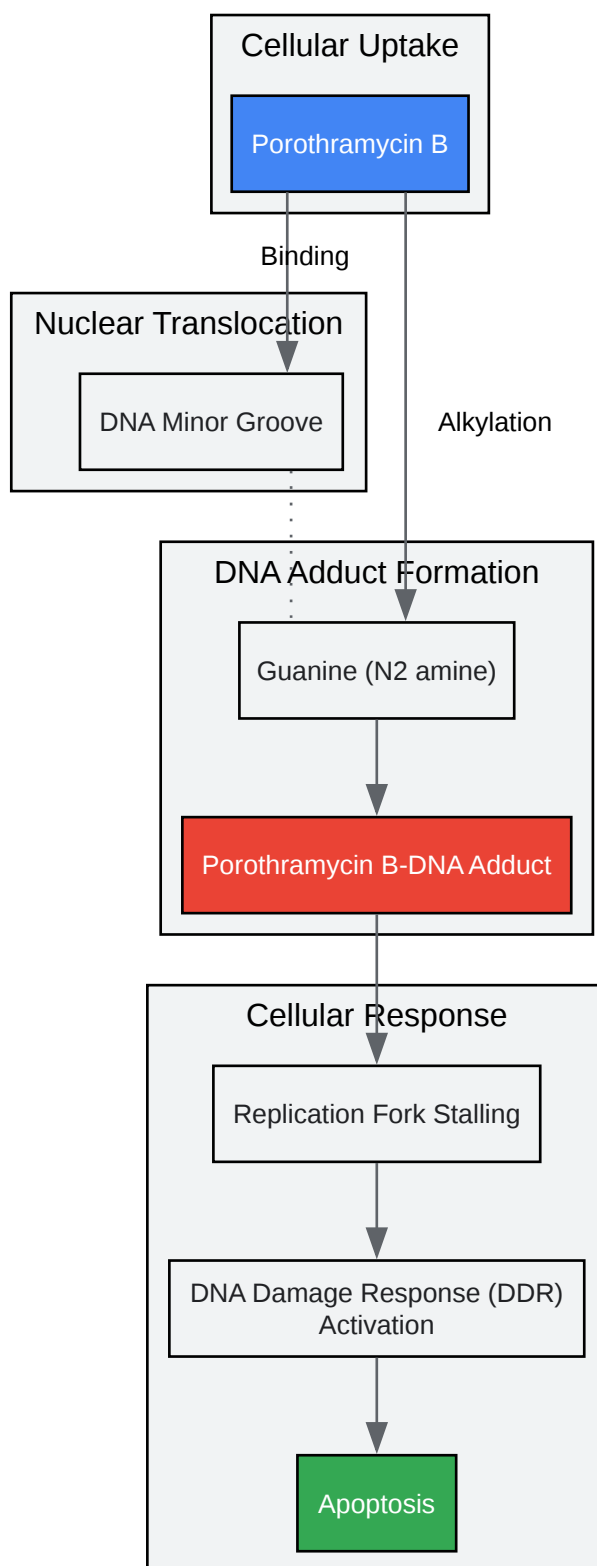 Cellular Uptake
Porothramycin B
Binding
Nuclear Translocation
DNA Minor Groove
Alkylation
DNA Adduct Formation
Guanine (N2 amine)
Porothramycin B-DNA Adduct
Cellular Response
Replication Fork Stalling
DNA Damage Response (DDR)
Activation
Apoptosis